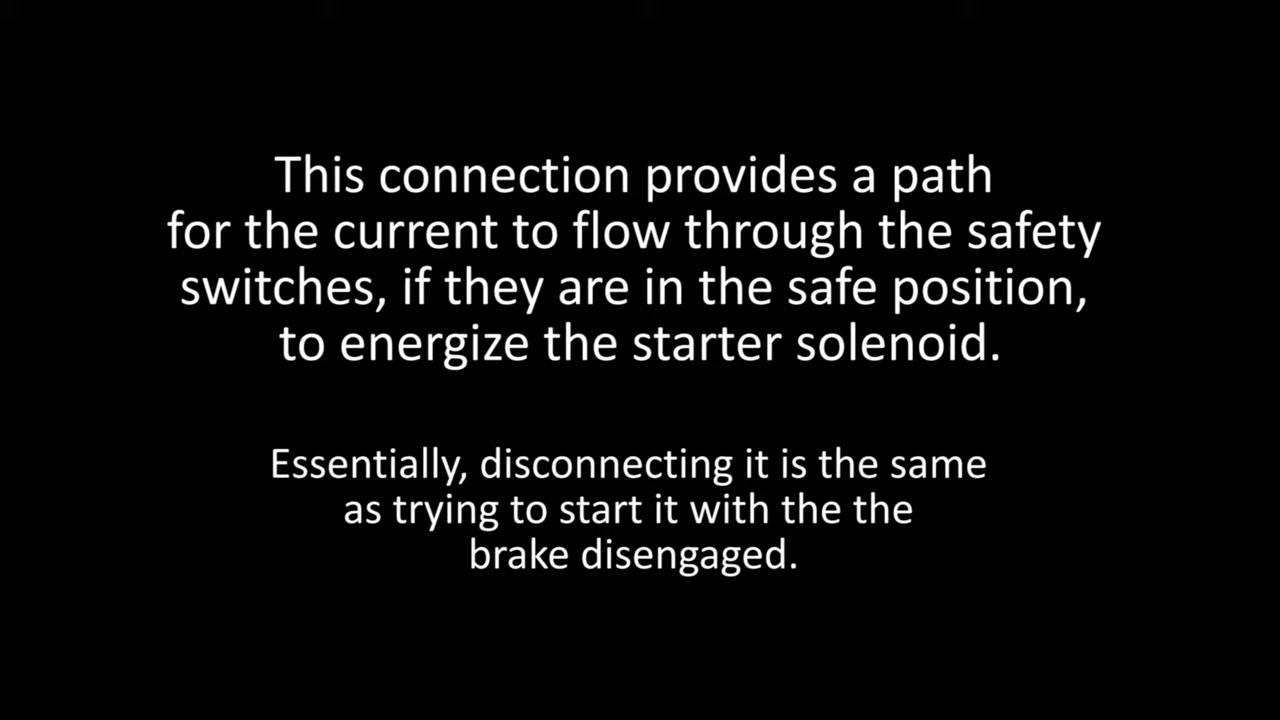 This connection provides a path
for the current to flow through the safety
switches, if they are in the safe position,
to energize the starter solenoid.
Essentially, disconnecting it is the same
as trying to start it with the the
brake disengaged.